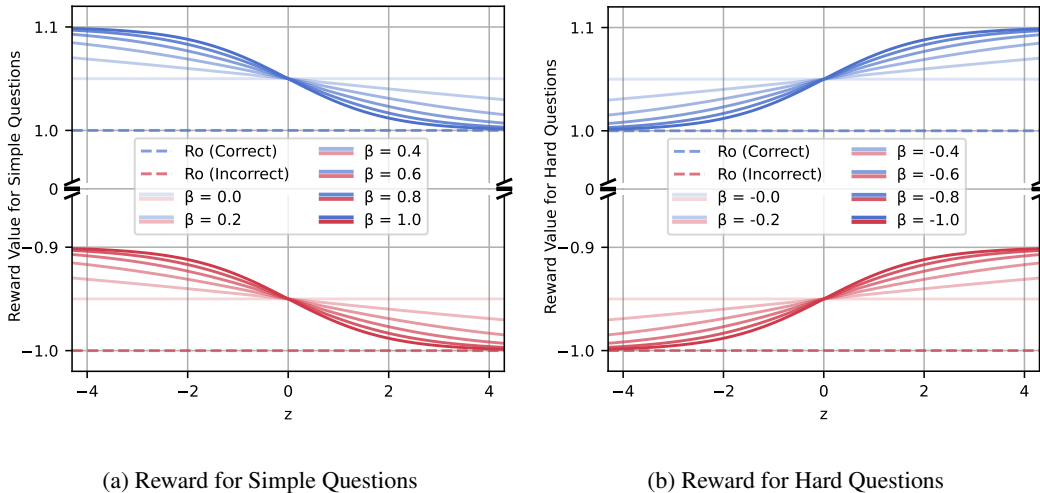 Reward Value for Simple Questions
1.1
1.0
0
−0.9
−1.0
Ro (Correct)
Ro (Incorrect)
β = 0.0
β = 0.2
β = 0.4
β = 0.6
β = 0.8
β = 1.0
−4
−2
0
2
4
z
Reward Value for Hard Questions
1.1
1.0
0
−0.9
−1.0
Ro (Correct)
Ro (Incorrect)
β = -0.0
β = -0.2
β = -0.4
β = -0.6
β = -0.8
β = -1.0
−4
−2
0
2
4
z
(a) Reward for Simple Questions
(b) Reward for Hard Questions